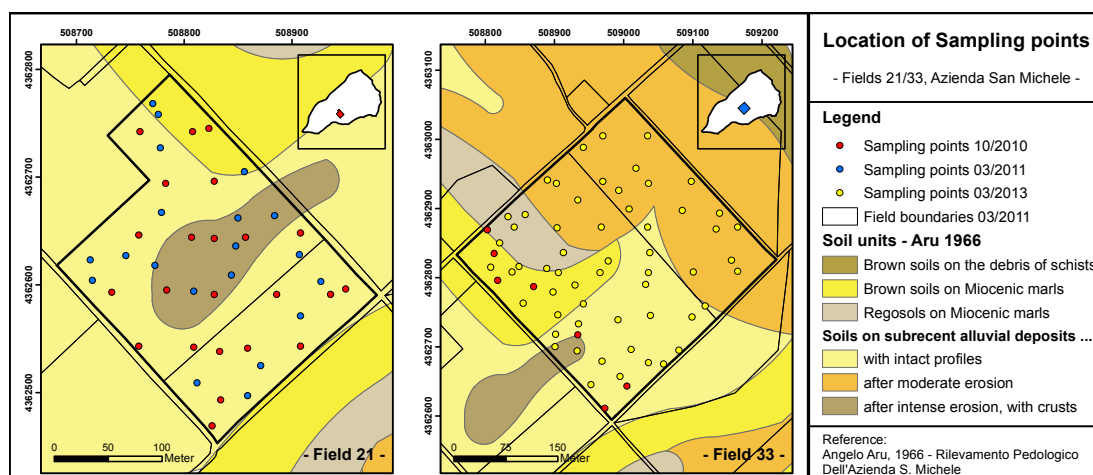 508700 508800 508900
4362800
4362700
4362600
4362500
0 50 100
Meter
- Field 21 -
508800 508900 509000 509100 509200
4363100
4363000
4362900
4362800
4362700
4362600
0 75 150
Meter
- Field 33 -
Location of Sampling points
- Fields 21/33, Azienda San Michele -
Legend
Sampling points 10/2010
Sampling points 03/2011
Sampling points 03/2013
Field boundaries 03/2011
Soil units - Aru 1966
Brown soils on the debris of schists
Brown soils on Miocenic marls
Regosols on Miocenic marls
Soils on subrecent alluvial deposits ...
with intact profiles
after moderate erosion
after intense erosion, with crusts
Reference:
Angelo Aru, 1966 - Rilevamento Pedologico
Dell'Azienda S. Michele